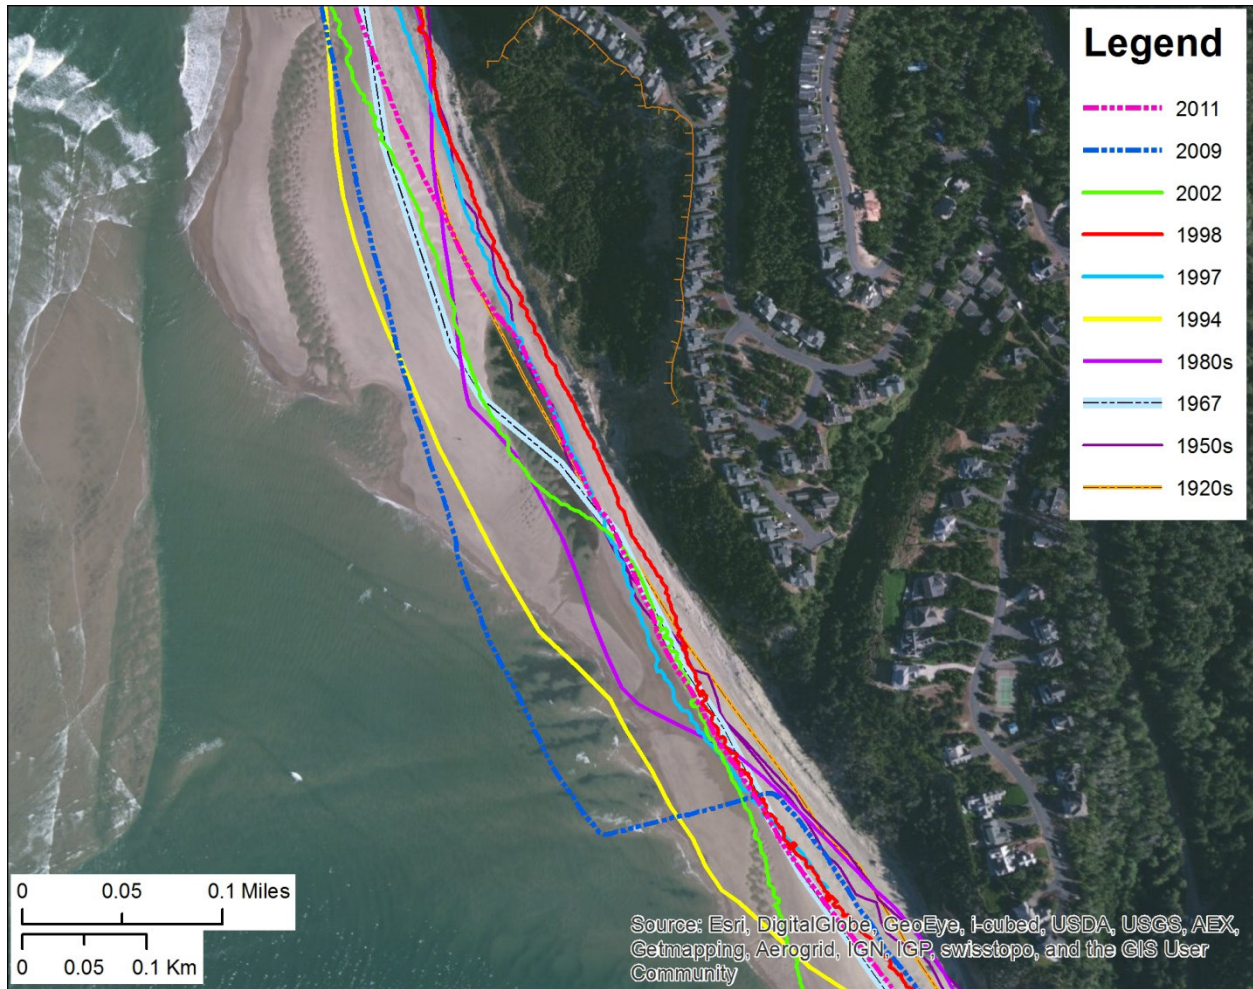 Legend
2011
2009
2002
1998
1997
1994
1980s
1967
1950s
1920s
0 0.05 0.1 Miles
0 0.05 0.1 Km
Source: Esri, DigitalGlobe, GeoEye, i-cubed, USDA, USGS, AEX,
Getmapping, Aerogrid, IGN, IGP, swisstopo, and the GIS User
Community